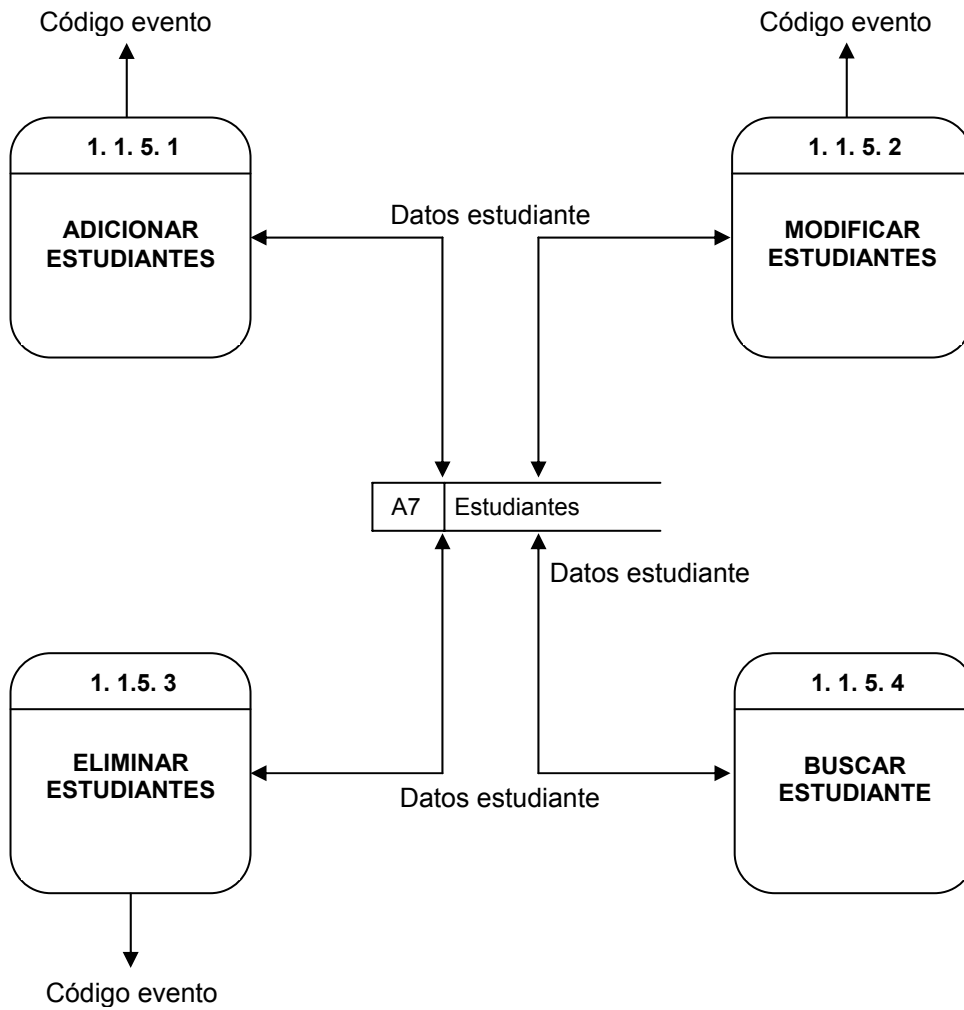 Código evento
Código evento
1. 1. 5. 1
1. 1. 5. 2
ADICIONAR
ESTUDIANTES
Datos estudiante
MODIFICAR
ESTUDIANTES
A7
Estudiantes
Datos estudiante
1. 1.5. 3
1. 1. 5. 4
ELIMINAR
ESTUDIANTES
Datos estudiante
BUSCAR
ESTUDIANTE
Código evento